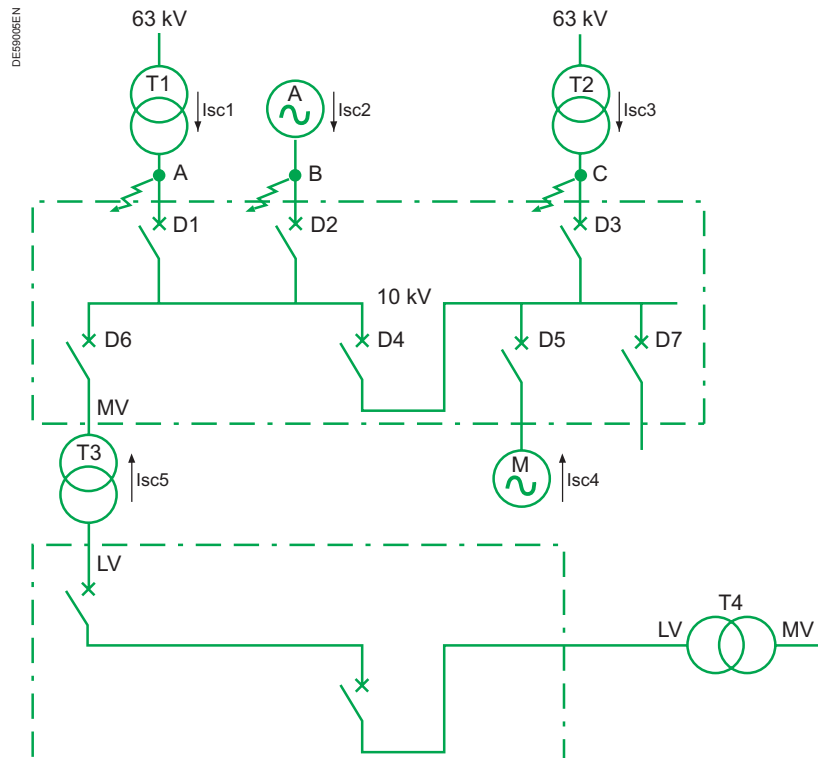 DE59005EN
63 kV
63 kV
T1
Isc1
A
Isc2
T2
Isc3
A
B
C
D1
D2
D3
10 kV
D6
D4
D5
D7
MV
T3
Isc5
M
Isc4
LV
T4
LV
MV